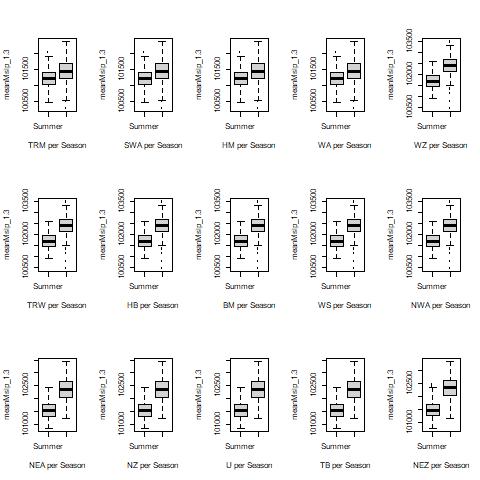 meanMslp_1.3 meanMslp_1.3 meanMslp_1.3 meanMslp_1.3 meanMslp_1.3
100500 101500 100500 101500 100500 101500 100500 101500 100500 102000 101500
Summer Summer Summer Summer Summer
TRM per Season SWA per Season HM per Season WA per Season WZ per Season
meanMslp_1.3 meanMslp_1.3 meanMslp_1.3 meanMslp_1.3 meanMslp_1.3
100500 102000 103500 100500 102000 103500 100500 102000 103500 100500 102000 103500 100500 102000 103500
Summer Summer Summer Summer Summer
TRW per Season HB per Season BM per Season WS per Season NWA per Season
meanMslp_1.3 meanMslp_1.3 meanMslp_1.3 meanMslp_1.3 meanMslp_1.3
101000 102500 101000 102500 101000 102500 101000 102500 101000 102500
Summer Summer Summer Summer Summer
NEA per Season NZ per Season U per Season TB per Season NEZ per Season